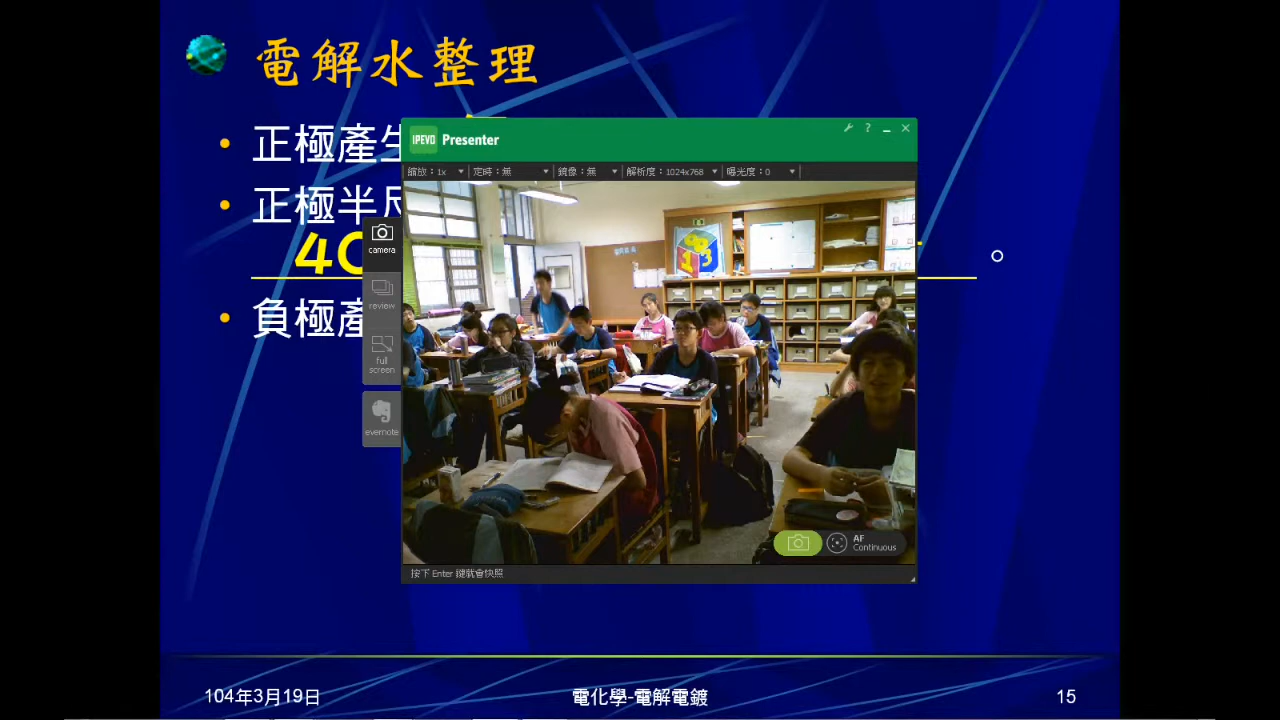 電解水整理
• 正極產生
• 正極半
4
。
• 負極產
IPEVO Presenter
縮放：1x 定時：無 鏡像：無 解析度：1024x768 曝光度：0
camera
review
full
screen
evernote
AF
Continuous
按下 Enter 鍵就會快照
104年3月19日 電化學-電解電鍍 15